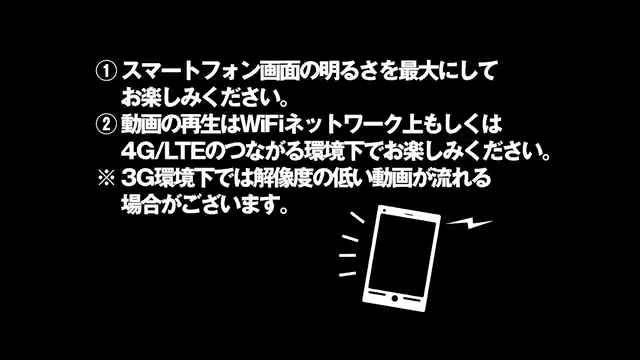 ① スマートフォン画面の明るさを最大にして
お楽しみください。
② 動画の再生はWiFiネットワーク上もしくは
4G/LTEのつながる環境下でお楽しみください。
※ 3G環境下では解像度の低い動画が流れる
場合がございます。